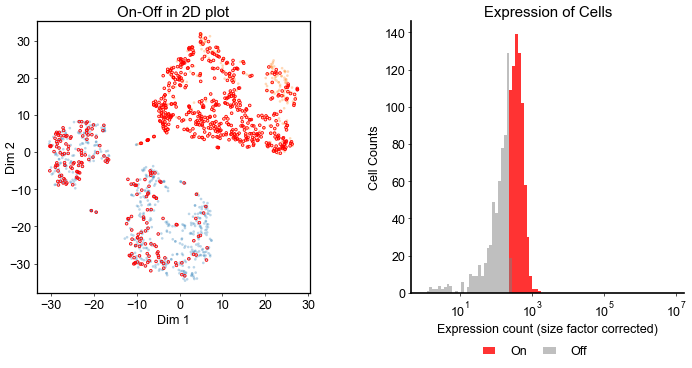 On-Off in 2D plot
30
20
10
0
−10
−20
−30
Dim 2
−30 −20 −10 0 10 20 30
Dim 1
Expression of Cells
140
120
100
80
60
40
20
0
Cell Counts
10^1 10^3 10^5 10^7
Expression count (size factor corrected)
On Off